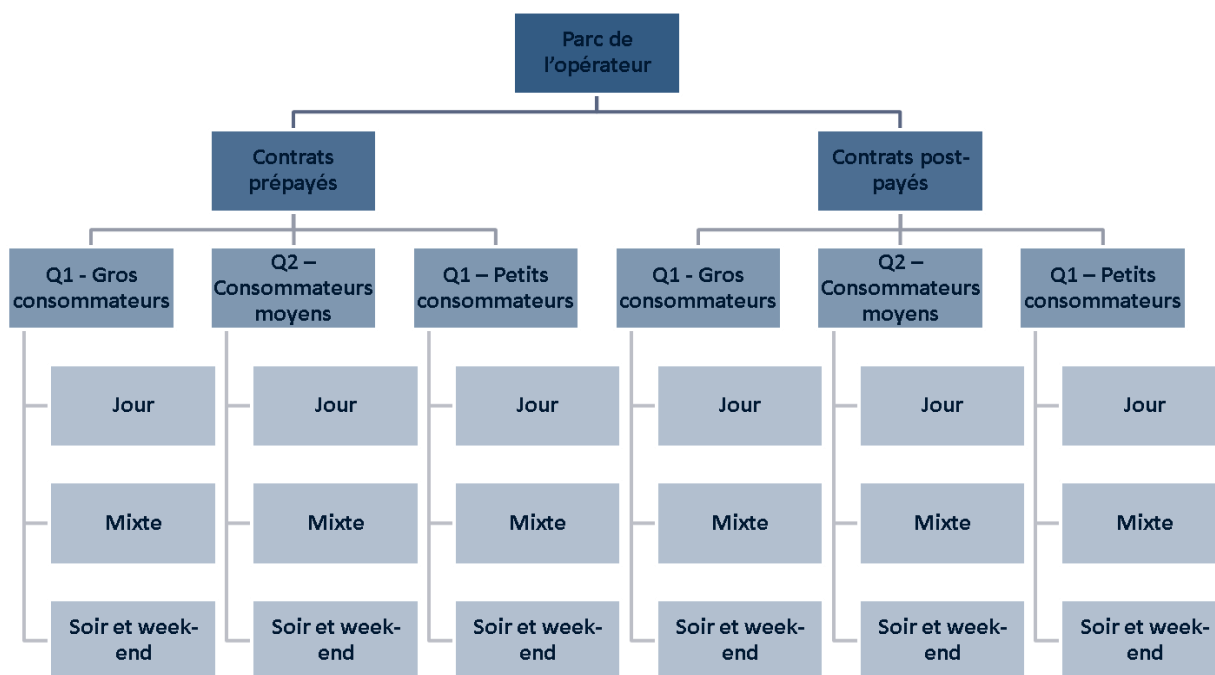 Parc de
l’opérateur
Contrats
prépayés
Contrats post-
payés
Q1 - Gros
consommateurs
Q2 –
Consommateurs
moyens
Q1 – Petits
consommateurs
Q1 - Gros
consommateurs
Q2 –
Consommateurs
moyens
Q1 – Petits
consommateurs
Jour
Jour
Jour
Jour
Jour
Jour
Mixte
Mixte
Mixte
Mixte
Mixte
Mixte
Soir et week-
end
Soir et week-
end
Soir et week-
end
Soir et week-
end
Soir et week-
end
Soir et week-
end